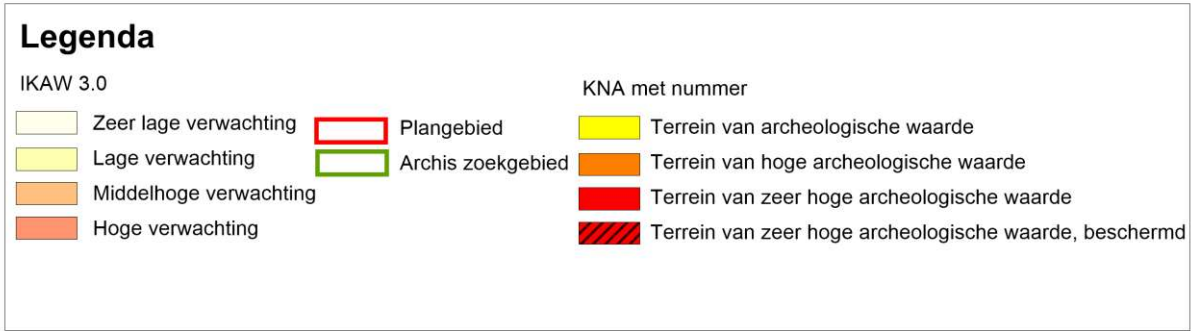 Legenda
IKAW 3.0
Zeer lage verwachting
Lage verwachting
Middelhoge verwachting
Hoge verwachting
Plangebied
Archis zoekgebied
KNA met nummer
Terrein van archeologische waarde
Terrein van hoge archeologische waarde
Terrein van zeer hoge archeologische waarde
Terrein van zeer hoge archeologische waarde, beschermd